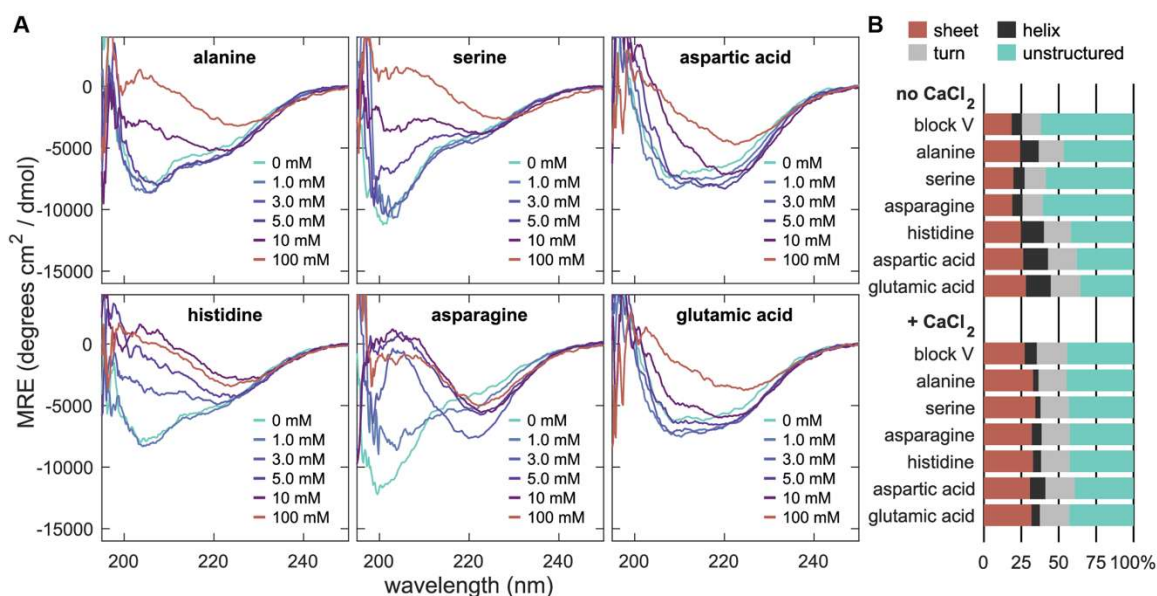 A
B
sheet
helix
turn
unstructured
MRE (degrees cm2 / dmol)
0
-5000
-10000
-15000
alanine
0 mM
1.0 mM
3.0 mM
5.0 mM
10 mM
100 mM
serine
0 mM
1.0 mM
3.0 mM
5.0 mM
10 mM
100 mM
aspartic acid
0 mM
1.0 mM
3.0 mM
5.0 mM
10 mM
100 mM
0
-5000
-10000
-15000
histidine
0 mM
1.0 mM
3.0 mM
5.0 mM
10 mM
100 mM
asparagine
0 mM
1.0 mM
3.0 mM
5.0 mM
10 mM
100 mM
glutamic acid
0 mM
1.0 mM
3.0 mM
5.0 mM
10 mM
100 mM
200 220 240
200 220 240
200 220 240
wavelength (nm)
no CaCl2
block V
alanine
serine
asparagine
histidine
aspartic acid
glutamic acid
+ CaCl2
block V
alanine
serine
asparagine
histidine
aspartic acid
glutamic acid
0 25 50 75 100%